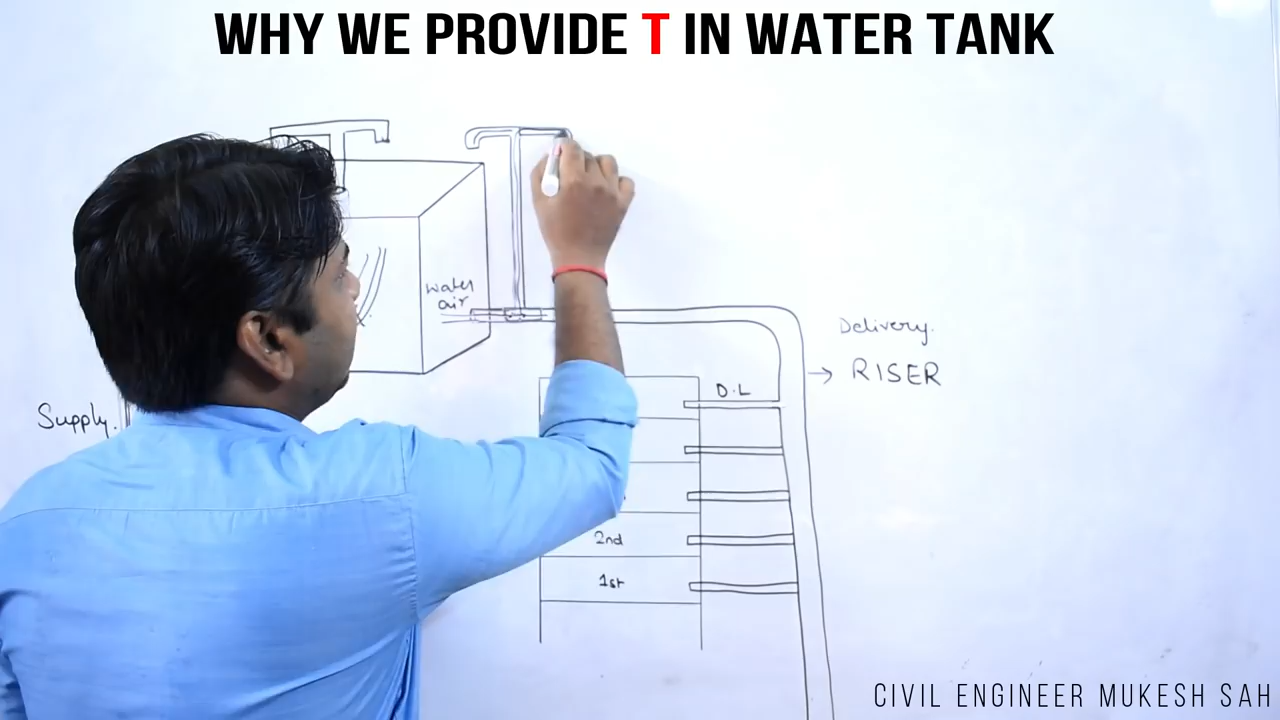 WHY WE PROVIDE T IN WATER TANK
water
air
Delivery.
→ RISER
D.L
Supply.
2nd
1st
CIVIL ENGINEER MUKESH SAH